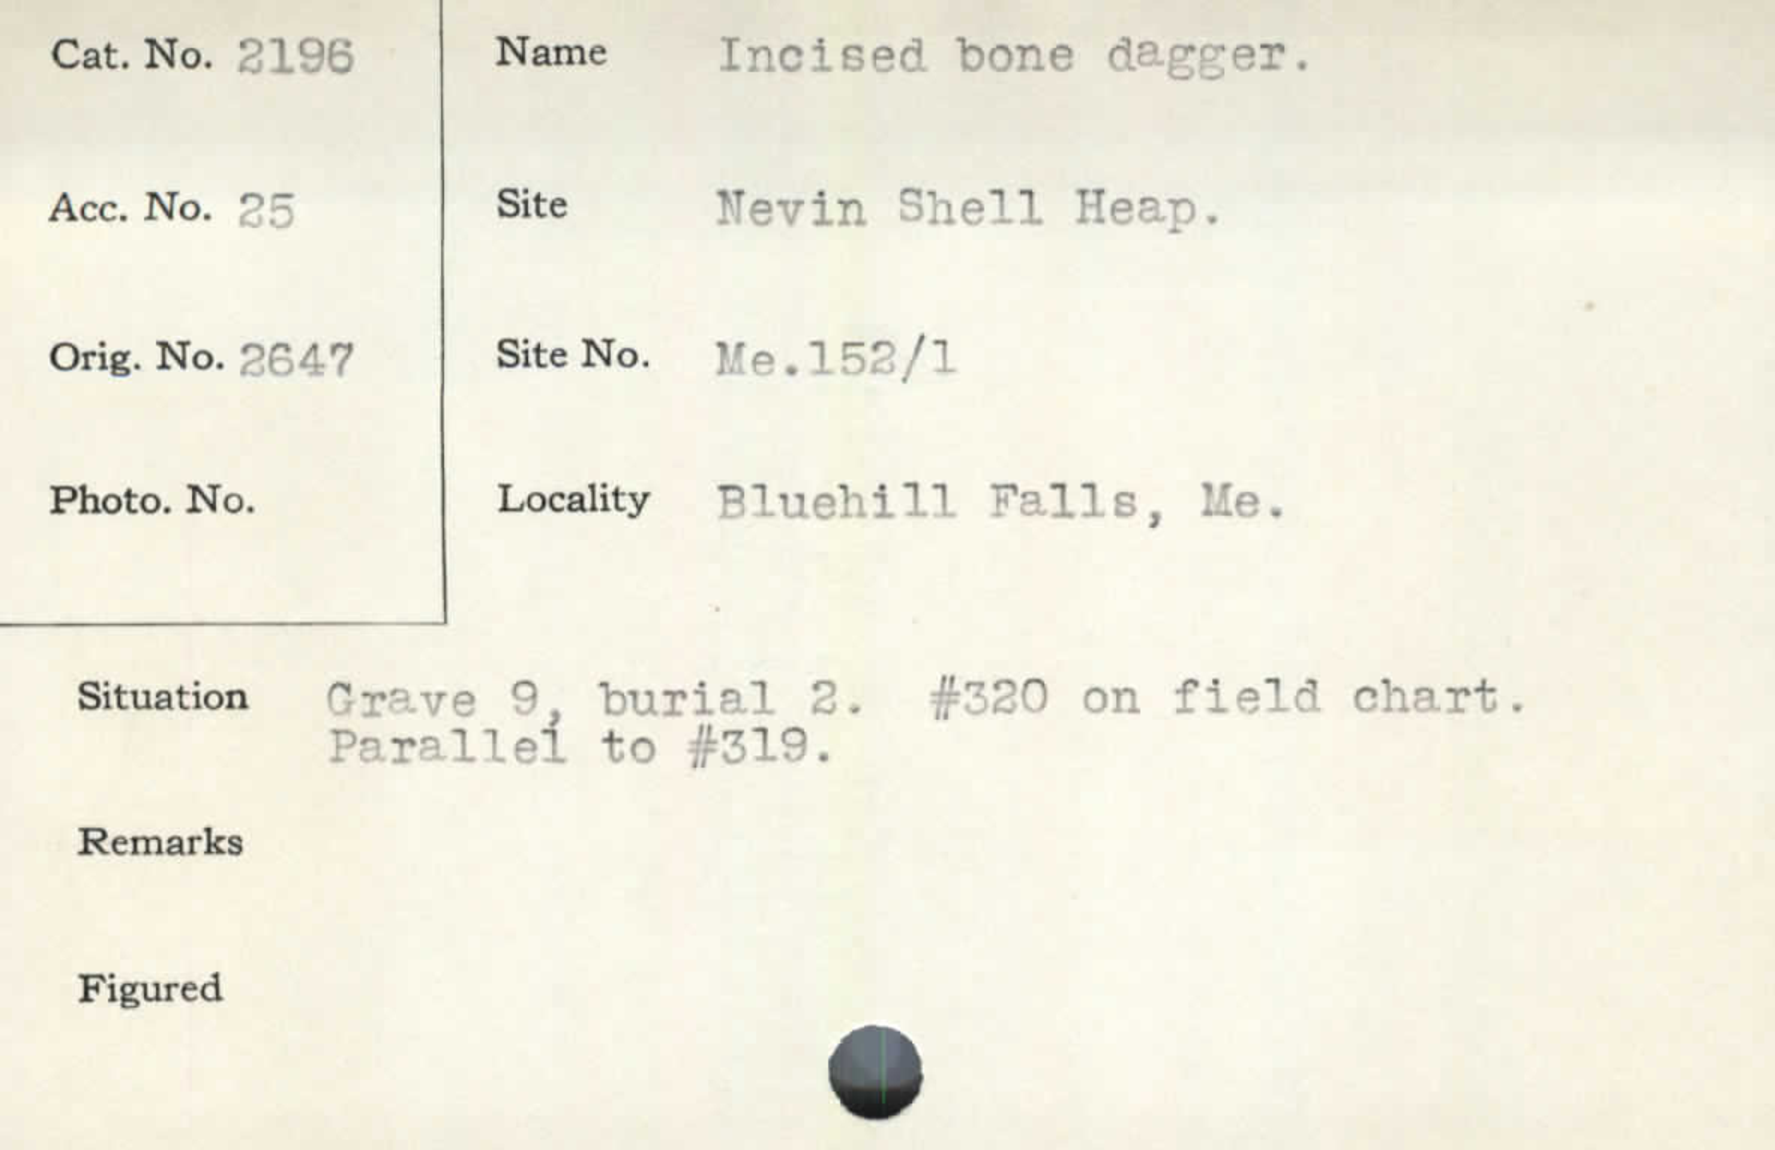 Cat. No. 2196
Name Incised bone dagger.
Acc. No. 25
Site Nevin Shell Heap.
Orig. No. 2647
Site No. Me.152/1
Photo. No.
Locality Bluehill Falls, Me.
Situation Grave 9, burial 2. #320 on field chart.
Parallel to #319.
Remarks
Figured